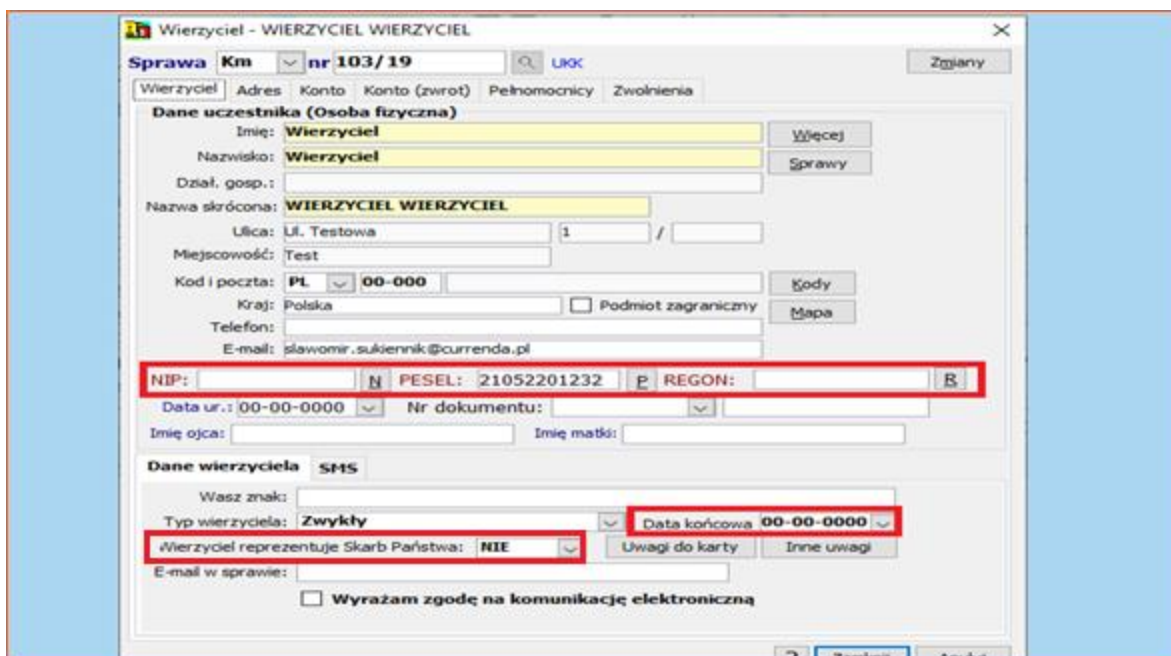 Wierzyciel - WIERZYCIEL WIERZYCIEL
Sprawa Km nr 103/19 UKK Zmiany
Wierzyciel Adres Konto Konto (zwrot) Pełnomocnicy Zwolnienia
Dane uczestnika (Osoba fizyczna)
Imię: Wierzyciel Więcej
Nazwisko: Wierzyciel Sprawy
Dział. gosp.:
Nazwa skrócona: WIERZYCIEL WIERZYCIEL
Ulica: Ul. Testowa 1 /
Miejscowość: Test
Kod i poczta: PL 00-000 Kody
Kraj: Polska Podmiot zagraniczny Mapa
Telefon:
E-mail: slawomir.sukiennik@currenda.pl
NIP: N PESEL: 21052201232 P REGON: R
Data ur.: 00-00-0000 Nr dokumentu:
Imię ojca: Imię matki:
Dane wierzyciela SMS
Wasz znak:
Typ wierzyciela: Zwykły Data końcowa 00-00-0000
Wierzyciel reprezentuje Skarb Państwa: NIE Uwagi do karty Inne uwagi
E-mail w sprawie:
Wyrażam zgodę na komunikację elektroniczną